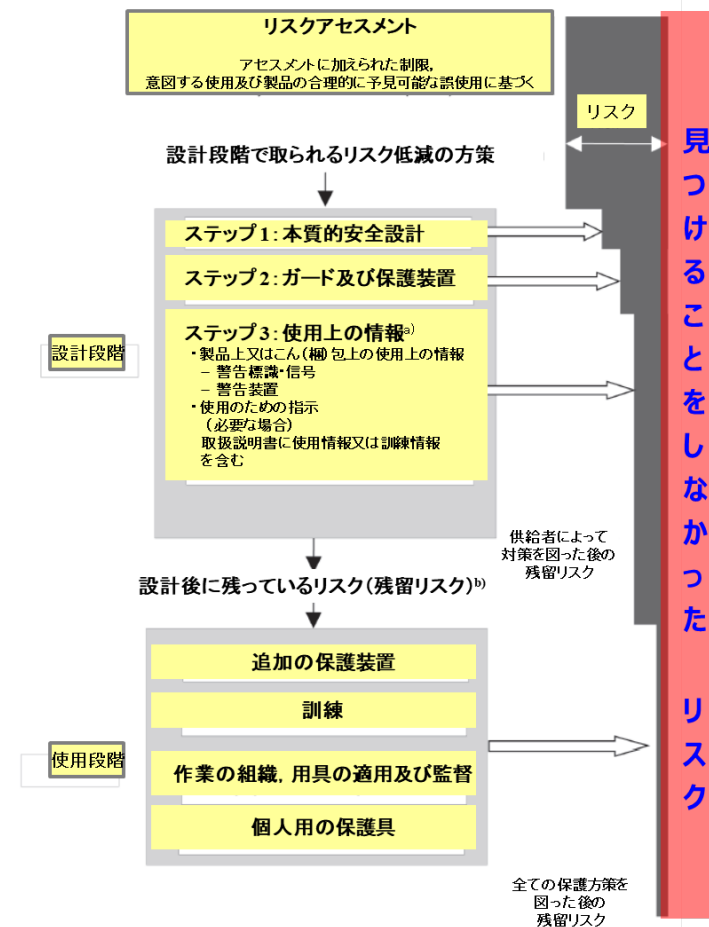 リスクアセスメント
アセスメントに加えられた制限,
意図する使用及び製品の合理的に予見可能な誤使用に基づく
リスク
設計段階で取られるリスク低減の方策
ステップ1:本質的安全設計
ステップ2:ガード及び保護装置
ステップ3:使用上の情報a)
・製品上又はこん(梱)包上の使用上の情報
− 警告標識・信号
− 警告装置
・使用のための指示
(必要な場合)
取扱説明書に使用情報又は訓練情報
を含む
設計段階
供給者によって
対策を図った後の
残留リスク
設計後に残っているリスク(残留リスク)b)
追加の保護装置
訓練
作業の組織,用具の適用及び監督
個人用の保護具
使用段階
全ての保護方策を
図った後の
残留リスク
見つけることをしなかった リスク